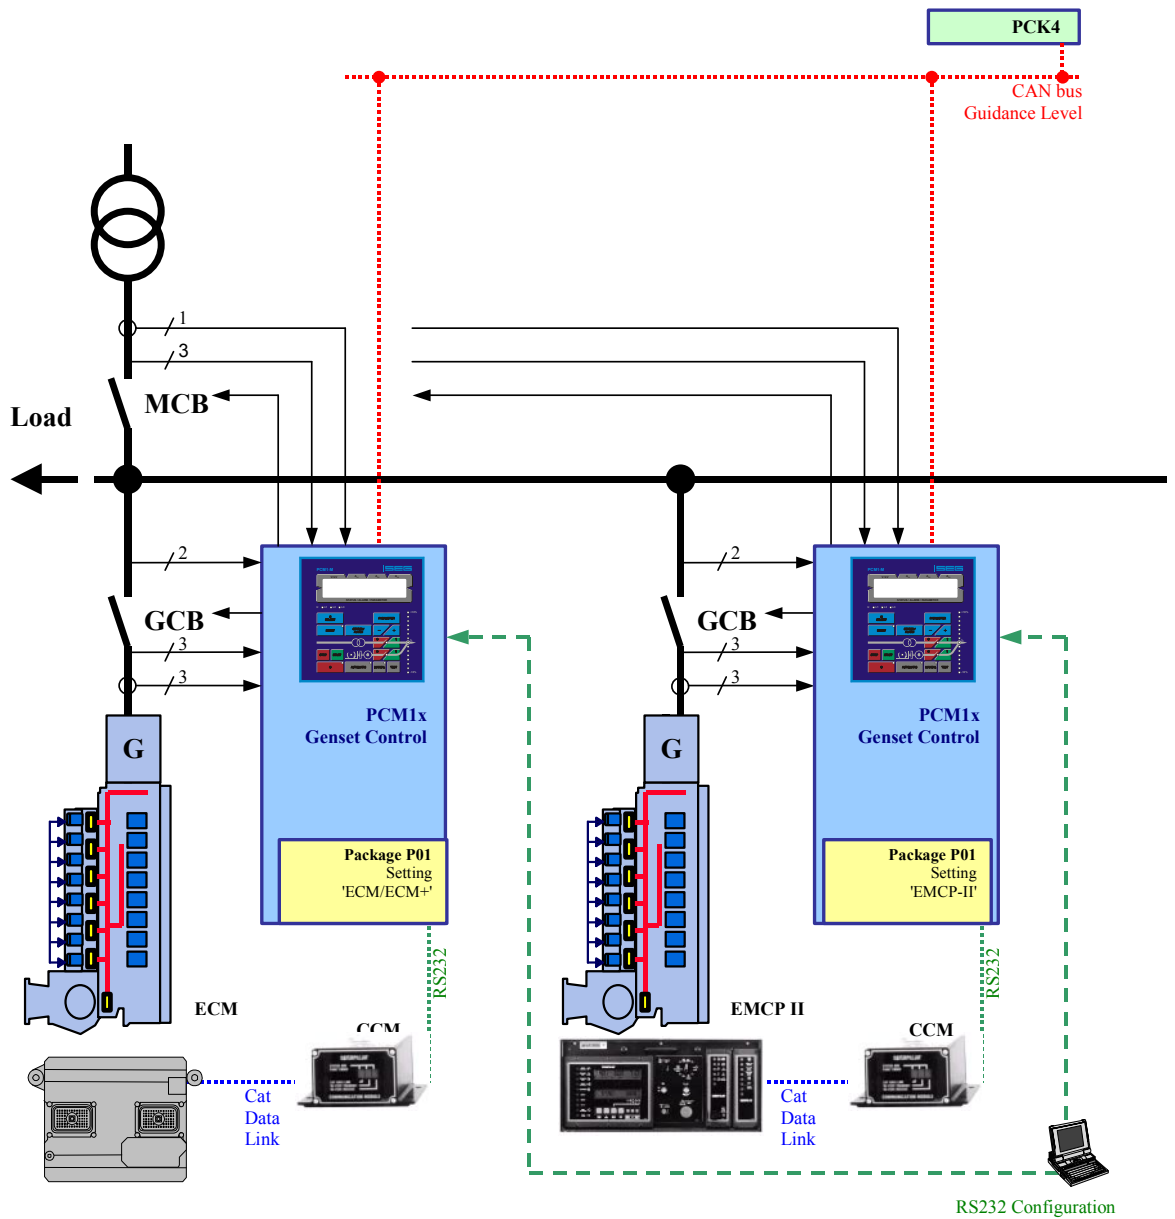 PCK4
CAN bus
Guidance Level
1
3
MCB
Load
2
GCB
3
3
PCM1x
Genset Control
G
Package P01
Setting
'ECM/ECM+'
RS232
ECM
CCM
Cat
Data
Link
2
GCB
3
3
PCM1x
Genset Control
G
Package P01
Setting
'EMCP-II'
RS232
EMCP II
CCM
Cat
Data
Link
RS232 Configuration